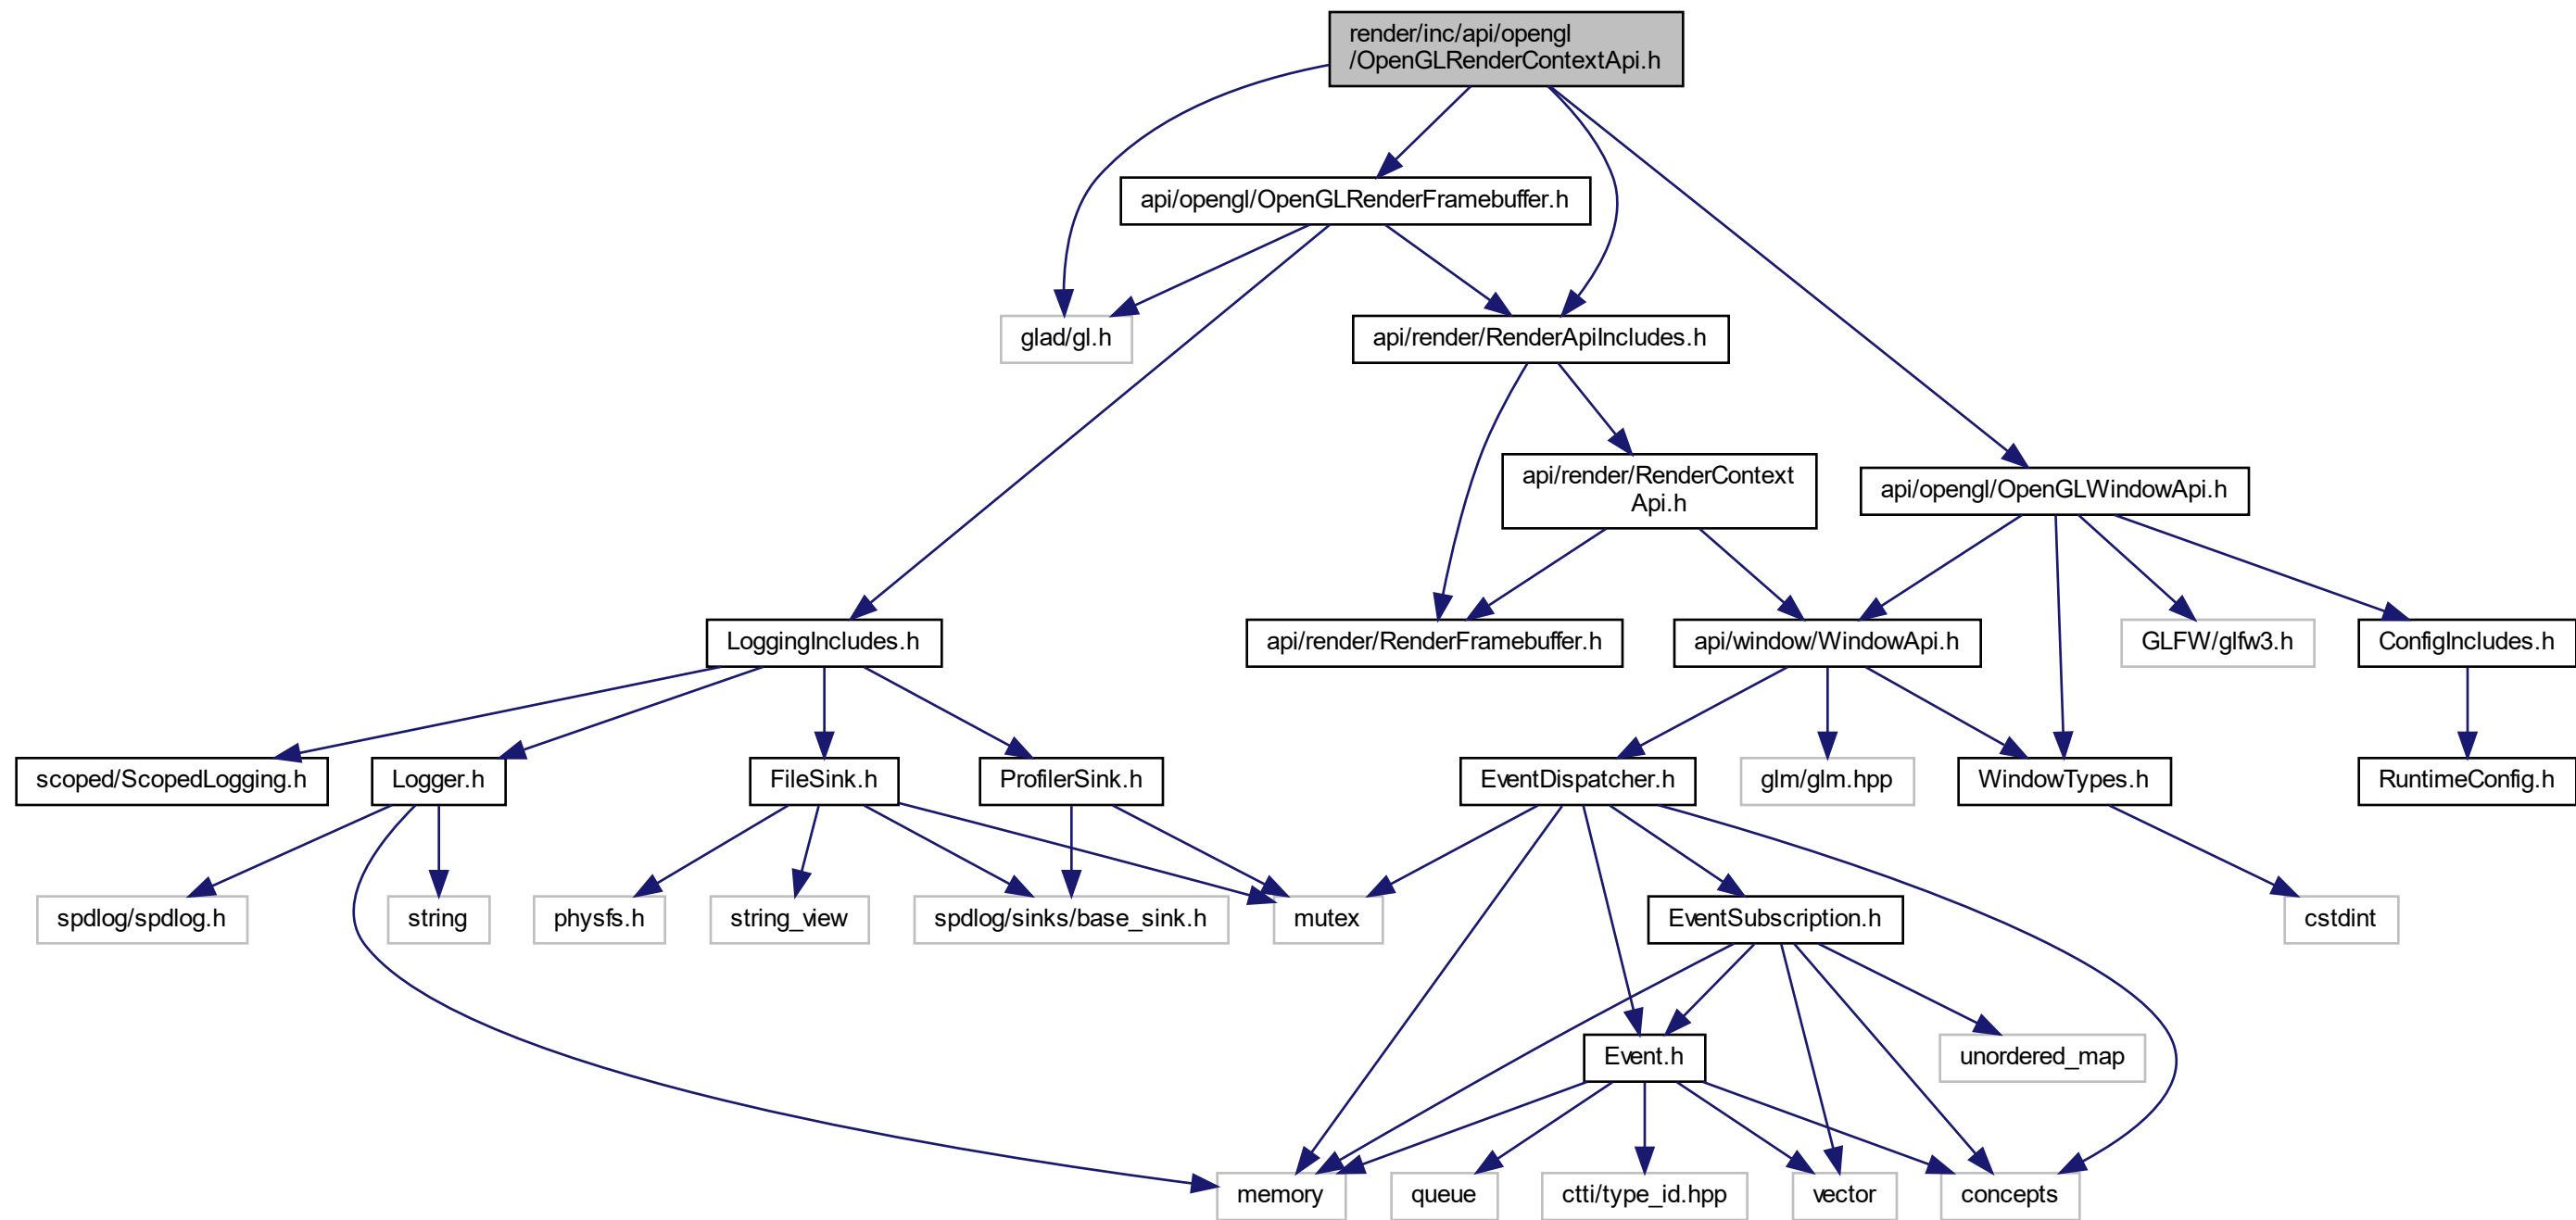 render/inc/api/opengl
/OpenGLRenderContextApi.h
api/opengl/OpenGLRenderFramebuffer.h
glad/gl.h
api/render/RenderApiIncludes.h
api/render/RenderContext
Api.h
api/opengl/OpenGLWindowApi.h
LoggingIncludes.h
api/render/RenderFramebuffer.h
api/window/WindowApi.h
GLFW/glfw3.h
ConfigIncludes.h
scoped/ScopedLogging.h
Logger.h
FileSink.h
ProfilerSink.h
EventDispatcher.h
glm/glm.hpp
WindowTypes.h
RuntimeConfig.h
spdlog/spdlog.h
string
physfs.h
string_view
spdlog/sinks/base_sink.h
mutex
EventSubscription.h
cstdint
Event.h
unordered_map
memory
queue
ctti/type_id.hpp
vector
concepts